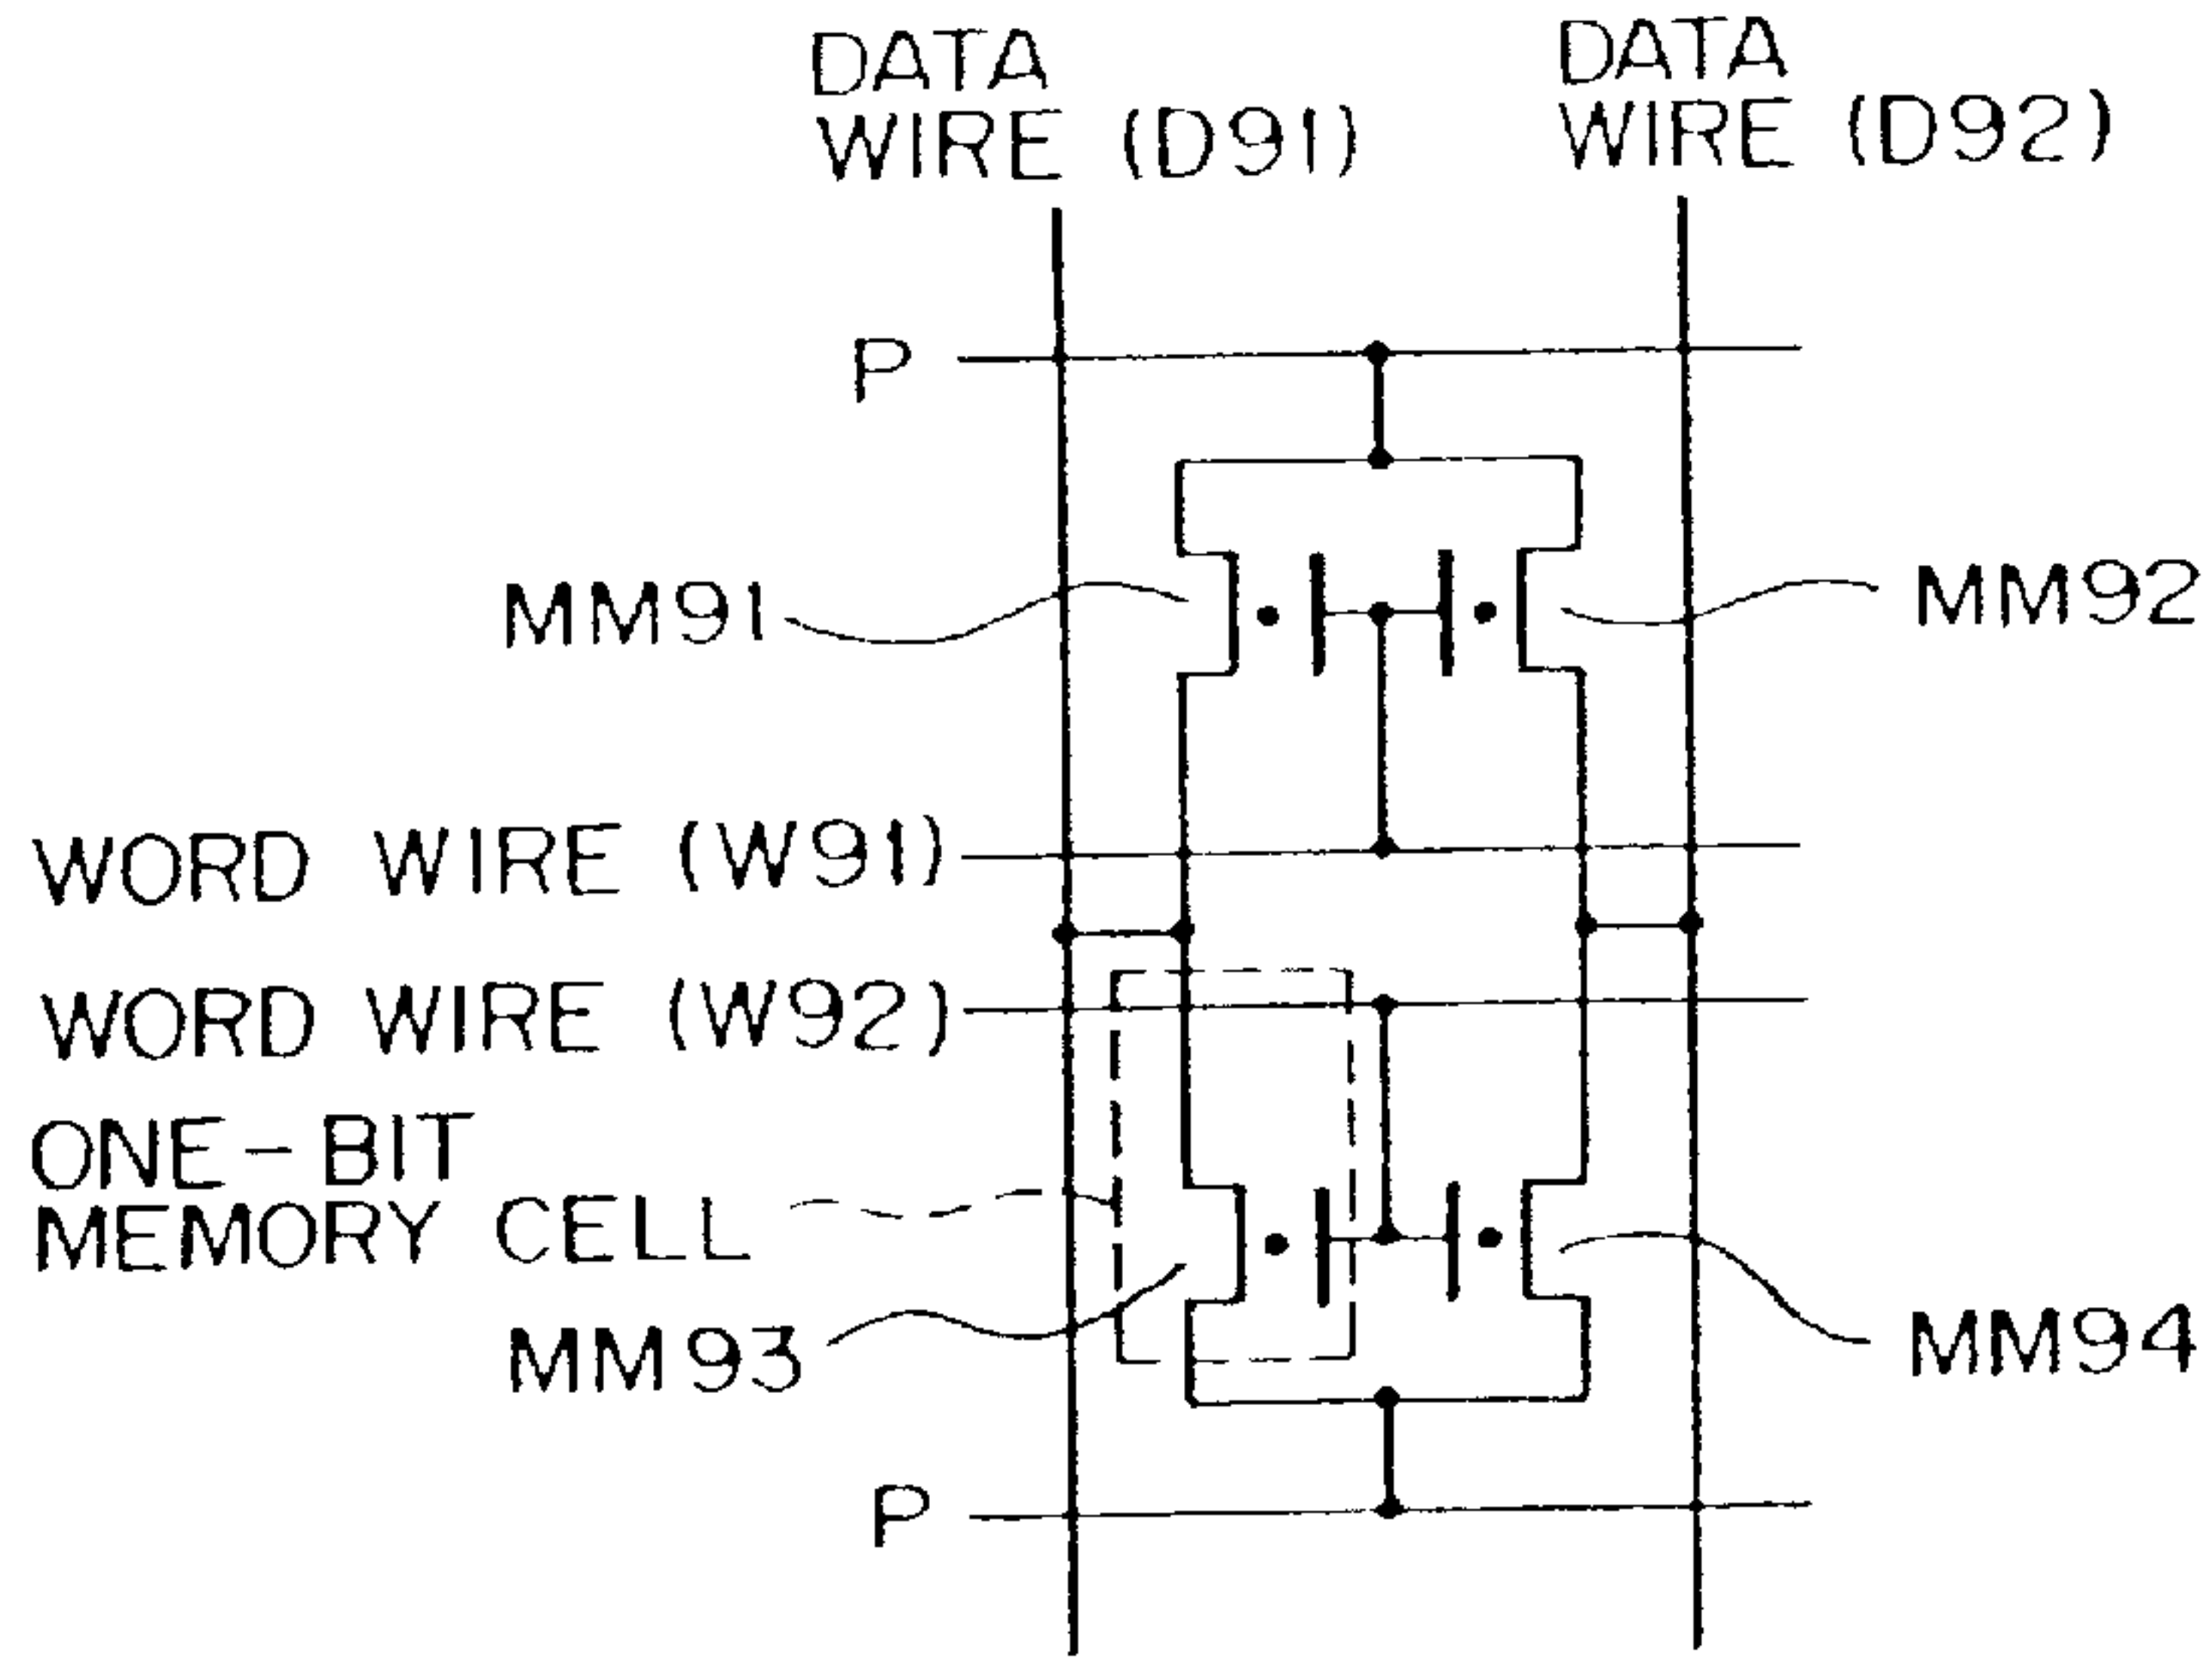 DATA
WIRE (D91)
DATA
WIRE (D92)
P
MM91
MM92
WORD WIRE (W91)
WORD WIRE (W92)
ONE-BIT
MEMORY CELL
MM93
MM94
P